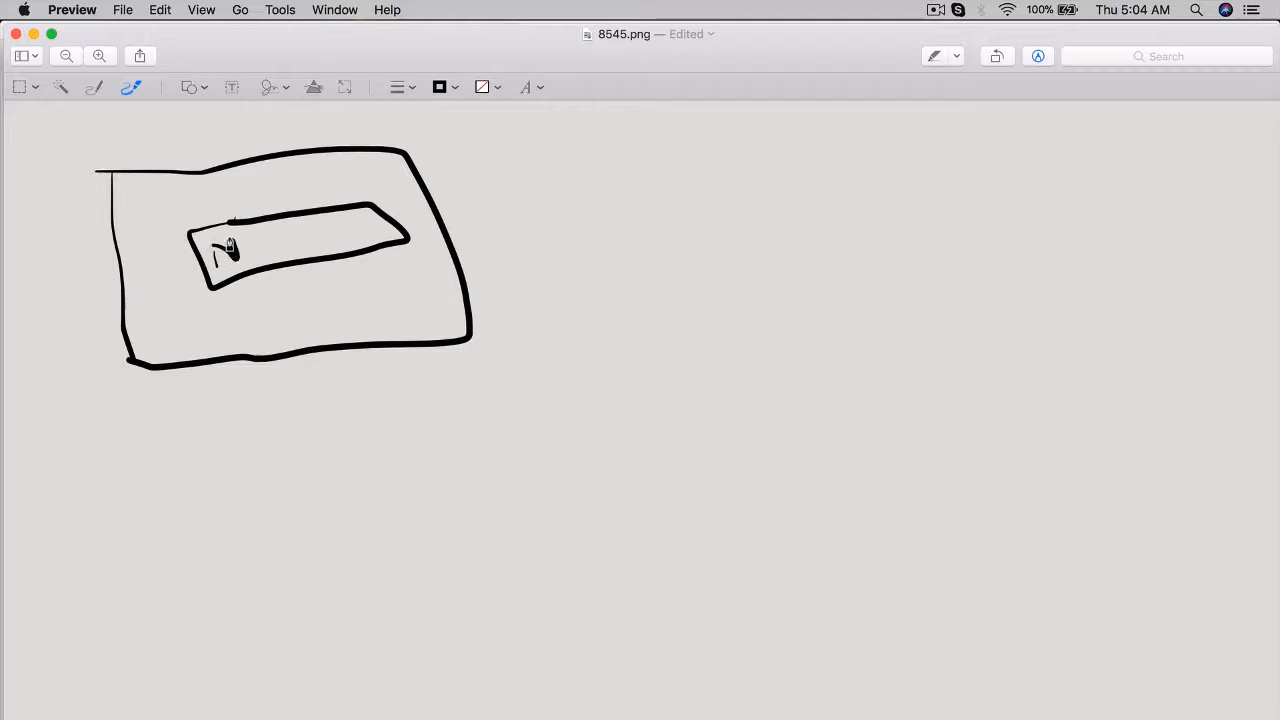 Preview File Edit View Go Tools Window Help 100% Thu 5:04 AM
8545.png — Edited
Search
A
N